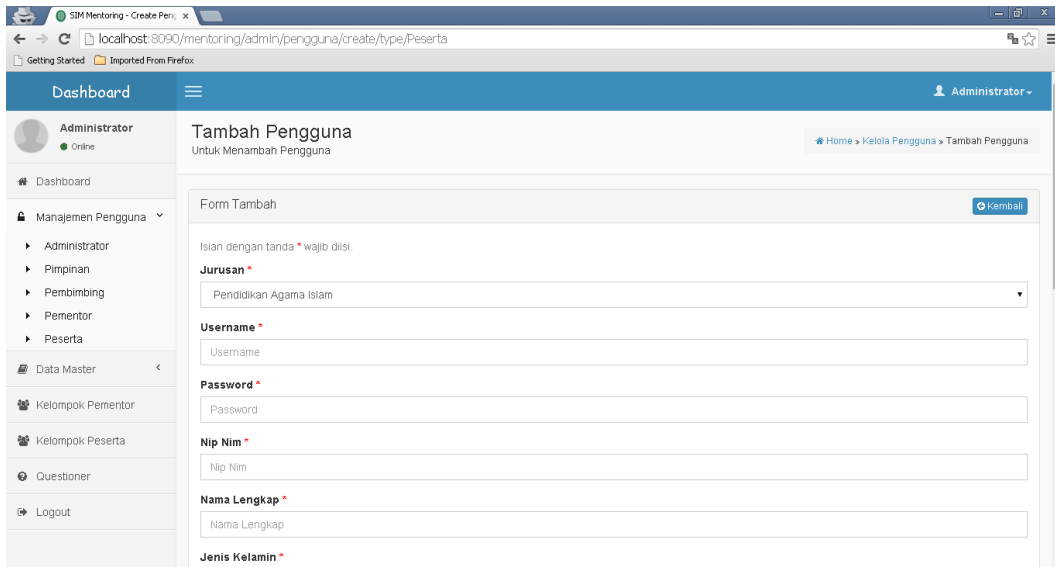 SIM Mentoring - Create Peng
localhost:8090/mentoring/admin/pengguna/create/type/Peserta
Getting Started Imported From Firefox
Dashboard
Administrator
Administrator
Online
Tambah Pengguna
Untuk Menambah Pengguna
Home » Kelola Pengguna » Tambah Pengguna
Dashboard
Manajemen Pengguna
Administrator
Pimpinan
Pembimbing
Pementor
Peserta
Data Master
Kelompok Pementor
Kelompok Peserta
Questioner
Logout
Form Tambah
Kembali
Isian dengan tanda * wajib diisi.
Jurusan *
Pendidikan Agama Islam
Username *
Username
Password *
Password
Nip Nim *
Nip Nim
Nama Lengkap *
Nama Lengkap
Jenis Kelamin *